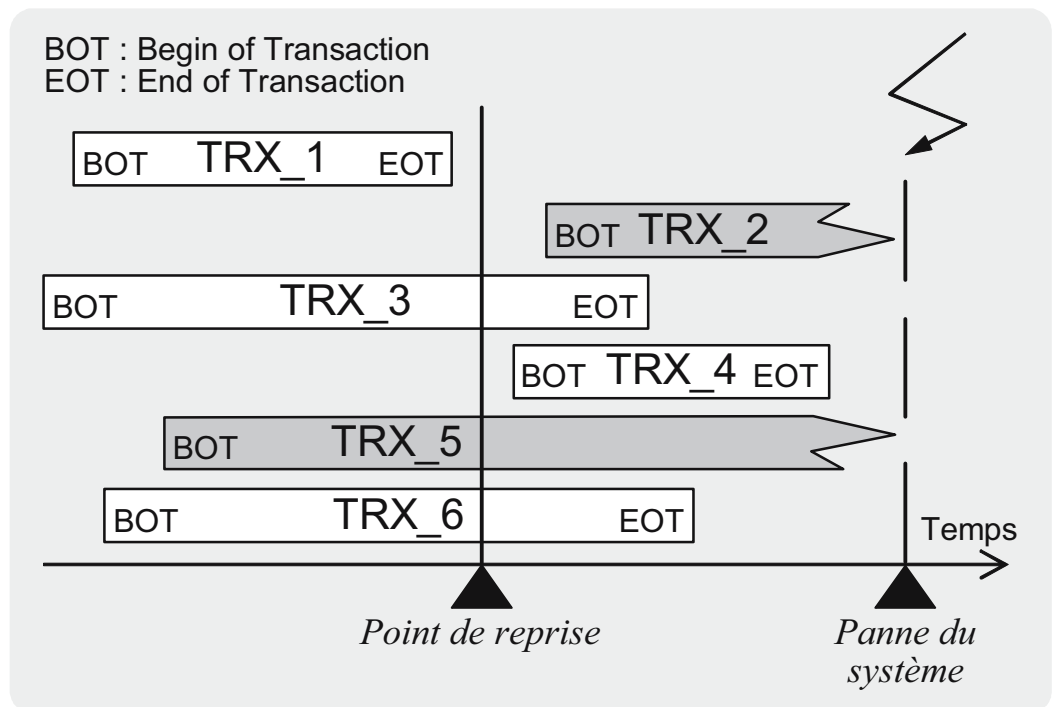 BOT : Begin of Transaction
EOT : End of Transaction
BOT TRX_1 EOT
BOT TRX_2
BOT TRX_3 EOT
BOT TRX_4 EOT
BOT TRX_5
BOT TRX_6 EOT
Temps
Point de reprise
Panne du
système